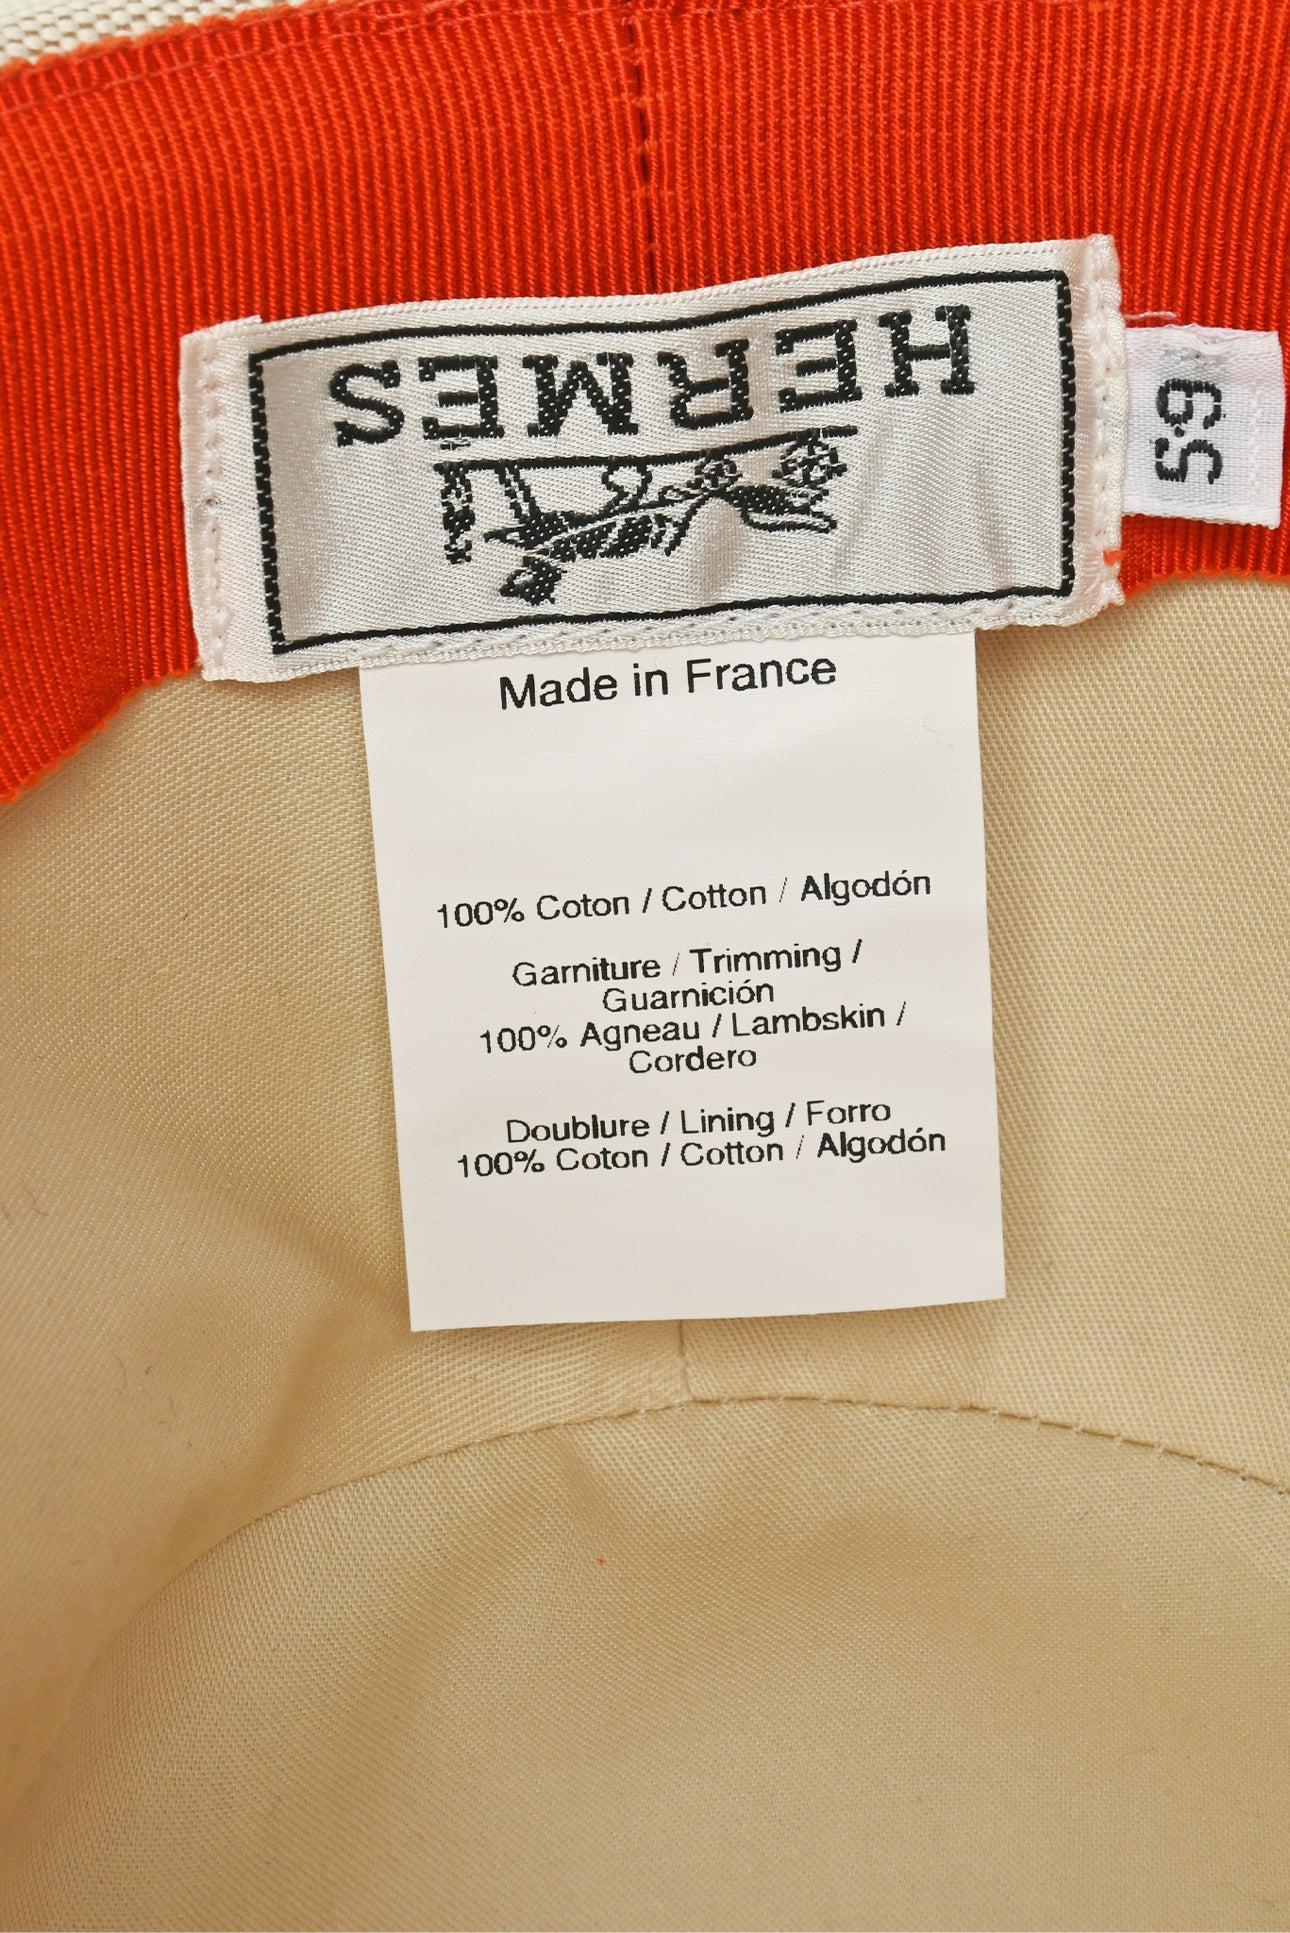 HERMES
59
Made in France
100% Coton / Cotton / Algodón
Garniture / Trimming /
Guarnición
100% Agneau / Lambskin /
Cordero
Doublure / Lining / Forro
100% Coton / Cotton / Algodón